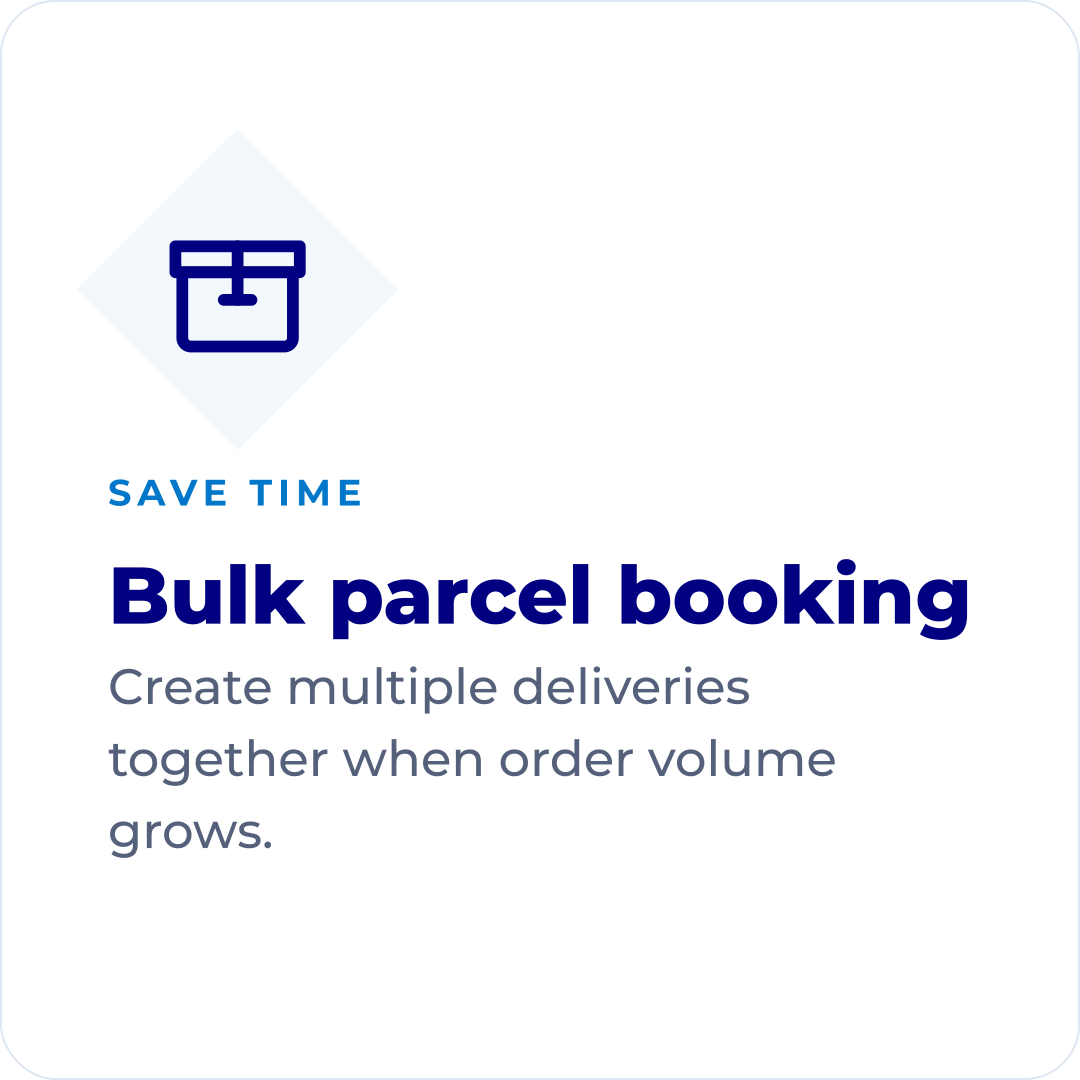 SAVE TIME
Bulk parcel booking
Create multiple deliveries
together when order volume
grows.